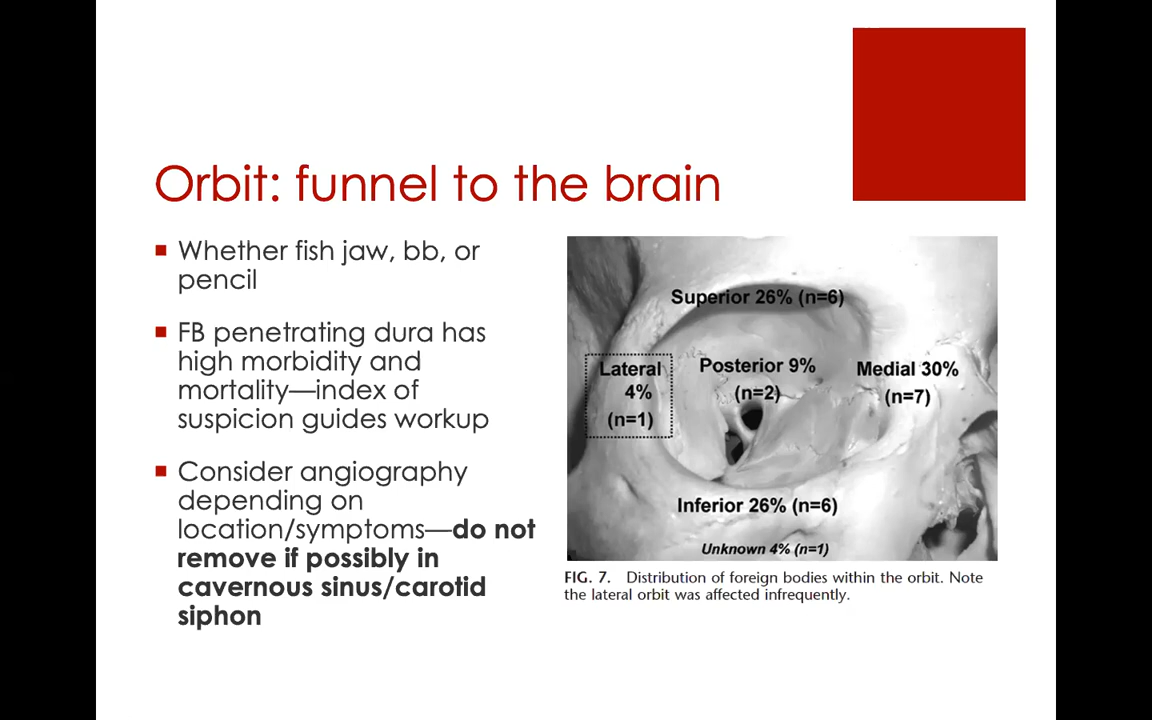 Orbit: funnel to the brain
Whether fish jaw, bb, or
pencil
FB penetrating dura has
high morbidity and
mortality—index of
suspicion guides workup
Consider angiography
depending on
location/symptoms—do not
remove if possibly in
cavernous sinus/carotid
siphon
Superior 26% (n=6)
Lateral
4%
(n=1)
Posterior 9%
(n=2)
Medial 30%
(n=7)
Inferior 26% (n=6)
Unknown 4% (n=1)
FIG. 7. Distribution of foreign bodies within the orbit. Note
the lateral orbit was affected infrequently.